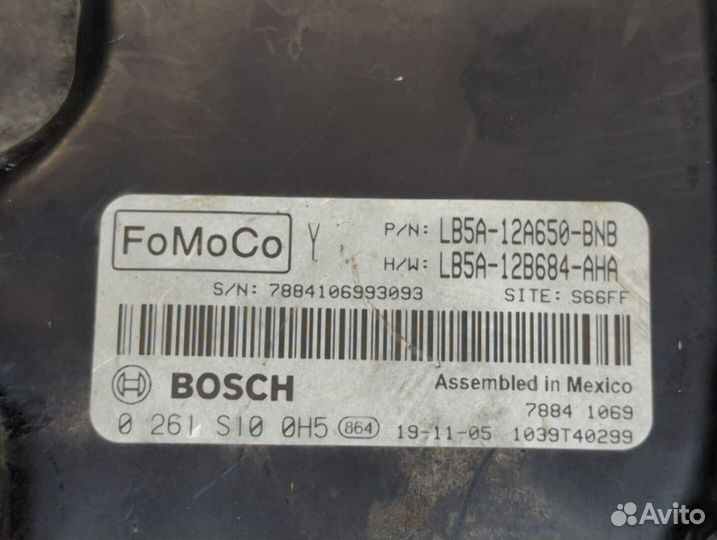 FoMoCo Y P/N: LB5A-12A650-BNB
H/W: LB5A-12B684-AHA
S/N: 7884106993093 SITE: S66FF
BOSCH Assembled in Mexico
7884 1069
0 261 S10 0H5 864 19-11-05 1039T40299
Avito